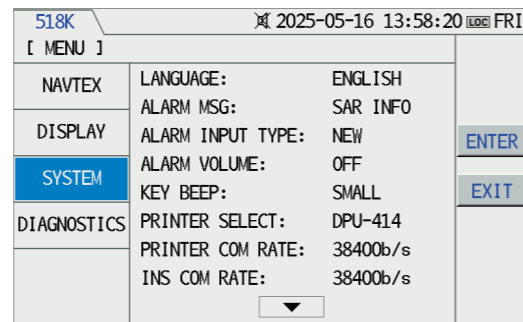 518K 2025-05-16 13:58:20 LOC FRI
[ MENU ]
NAVTEX
DISPLAY
SYSTEM
DIAGNOSTICS
LANGUAGE: ENGLISH
ALARM MSG: SAR INFO
ALARM INPUT TYPE: NEW
ALARM VOLUME: OFF
KEY BEEP: SMALL
PRINTER SELECT: DPU-414
PRINTER COM RATE: 38400b/s
INS COM RATE: 38400b/s
ENTER
EXIT